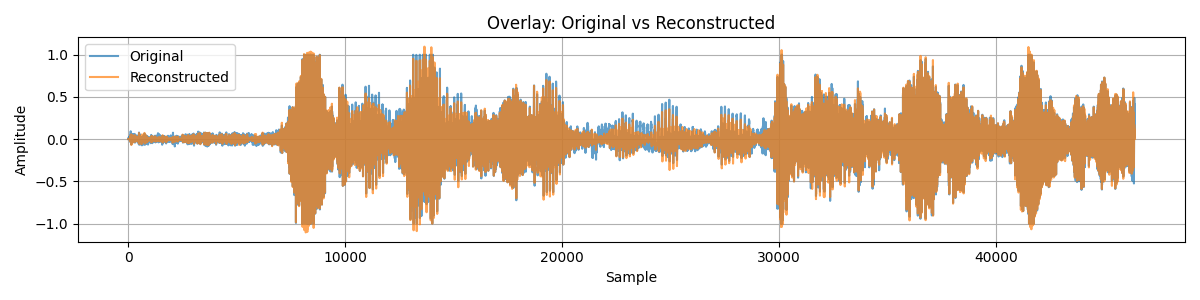 Overlay: Original vs Reconstructed
Original
Reconstructed
1.0
0.5
0.0
−0.5
−1.0
Amplitude
0 10000 20000 30000 40000
Sample